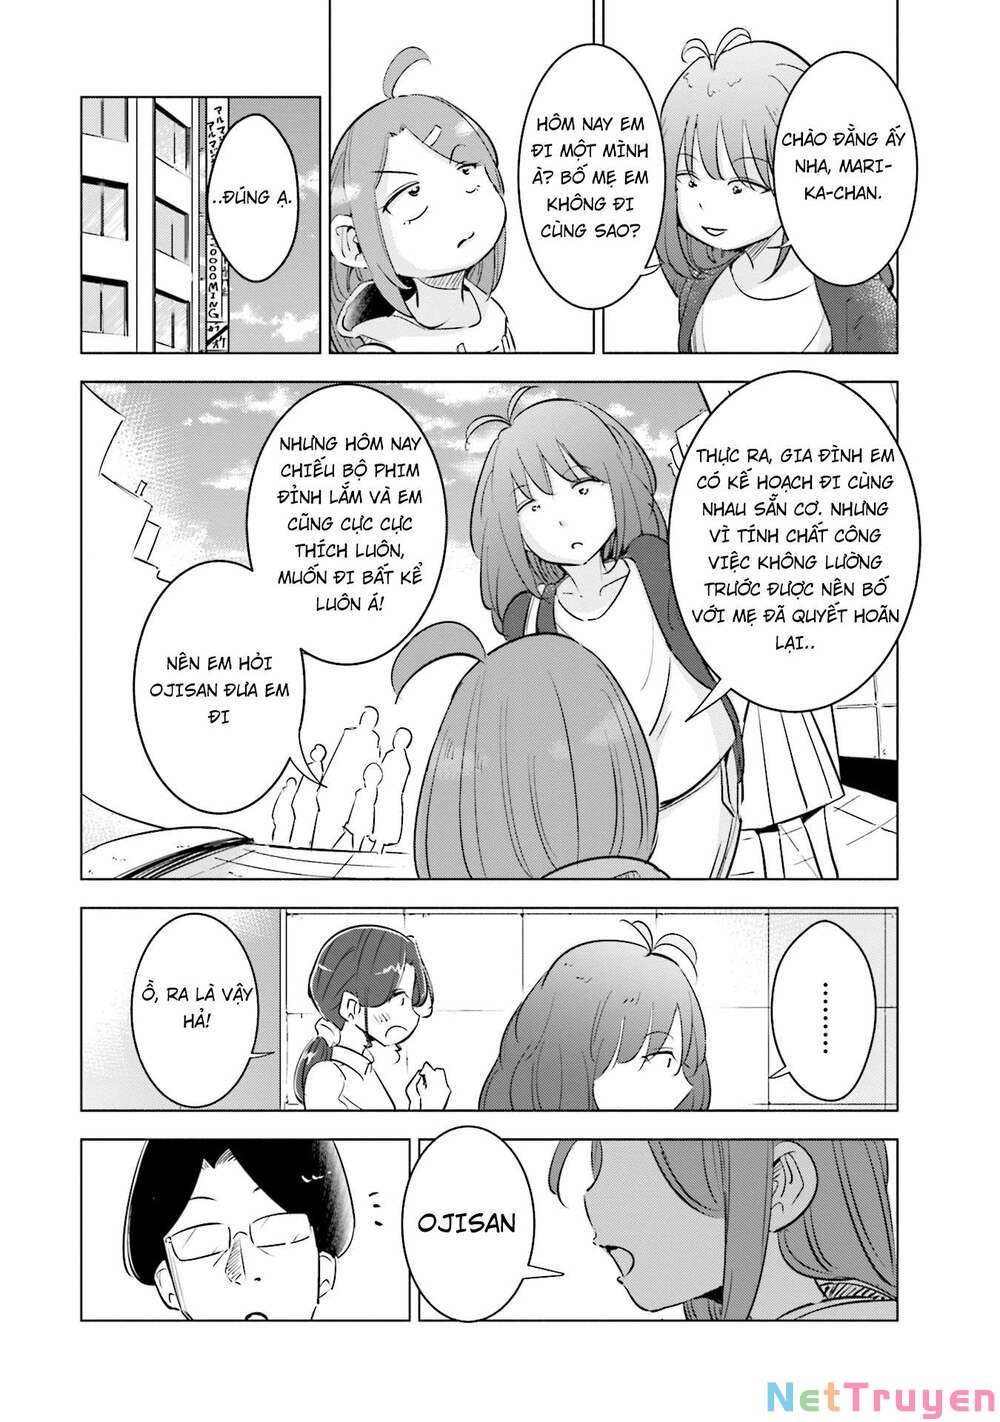 CHÀO ĐẰNG ẤY
NHA, MARI-
KA-CHAN.
HÔM NAY EM
ĐI MỘT MÌNH
À? BỐ MẸ EM
KHÔNG ĐI
CÙNG SAO?
..ĐÚNG Ạ.
OOOOMING
THỰC RA, GIA ĐÌNH EM
CÓ KẾ HOẠCH ĐI CÙNG
NHAU SẴN CƠ. NHƯNG
VÌ TÍNH CHẤT CÔNG
VIỆC KHÔNG LƯỜNG
TRƯỚC ĐƯỢC NÊN BỐ
VỚI MẸ ĐÃ QUYẾT HOÃN
LẠI..
NHƯNG HÔM NAY
CHIẾU BỘ PHIM
ĐỈNH LẮM VÀ EM
CŨNG CỰC CỰC
THÍCH LUÔN,
MUỐN ĐI BẤT KỂ
LUÔN Á!
NÊN EM HỎI
OJISAN ĐƯA EM
ĐI
........
Ồ, RA LÀ VẬY
HẢ!
OJISAN
NetTruyen